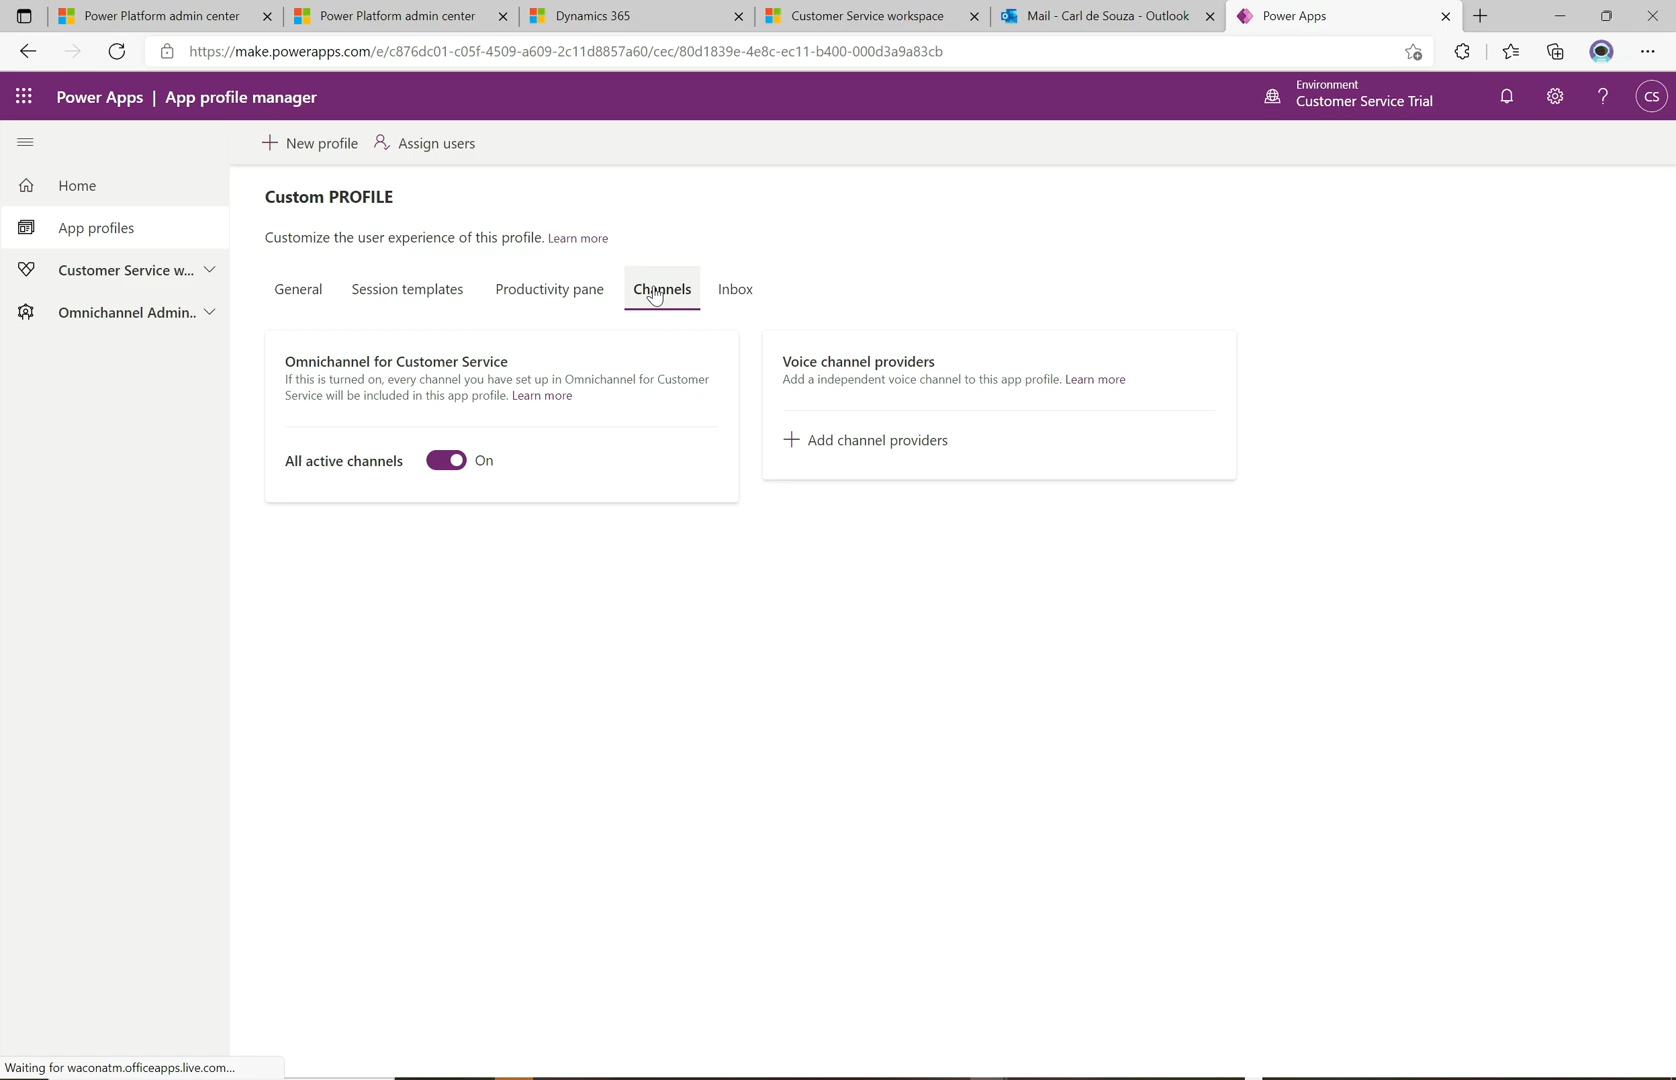 Power Platform admin center
Power Platform admin center
Dynamics 365
Customer Service workspace
Mail - Carl de Souza - Outlook
Power Apps
https://make.powerapps.com/e/c876dc01-c05f-4509-a609-2c11d8857a60/cec/80d1839e-4e8c-ec11-b400-000d3a9a83cb
Power Apps | App profile manager
Environment
Customer Service Trial
?
CS
New profile
Assign users
Home
App profiles
Customer Service w...
Omnichannel Admin..
Custom PROFILE
Customize the user experience of this profile. Learn more
General
Session templates
Productivity pane
Channels
Inbox
Omnichannel for Customer Service
If this is turned on, every channel you have set up in Omnichannel for Customer
Service will be included in this app profile. Learn more
All active channels
On
Voice channel providers
Add a independent voice channel to this app profile. Learn more
Add channel providers
Waiting for waconatm.officeapps.live.com...